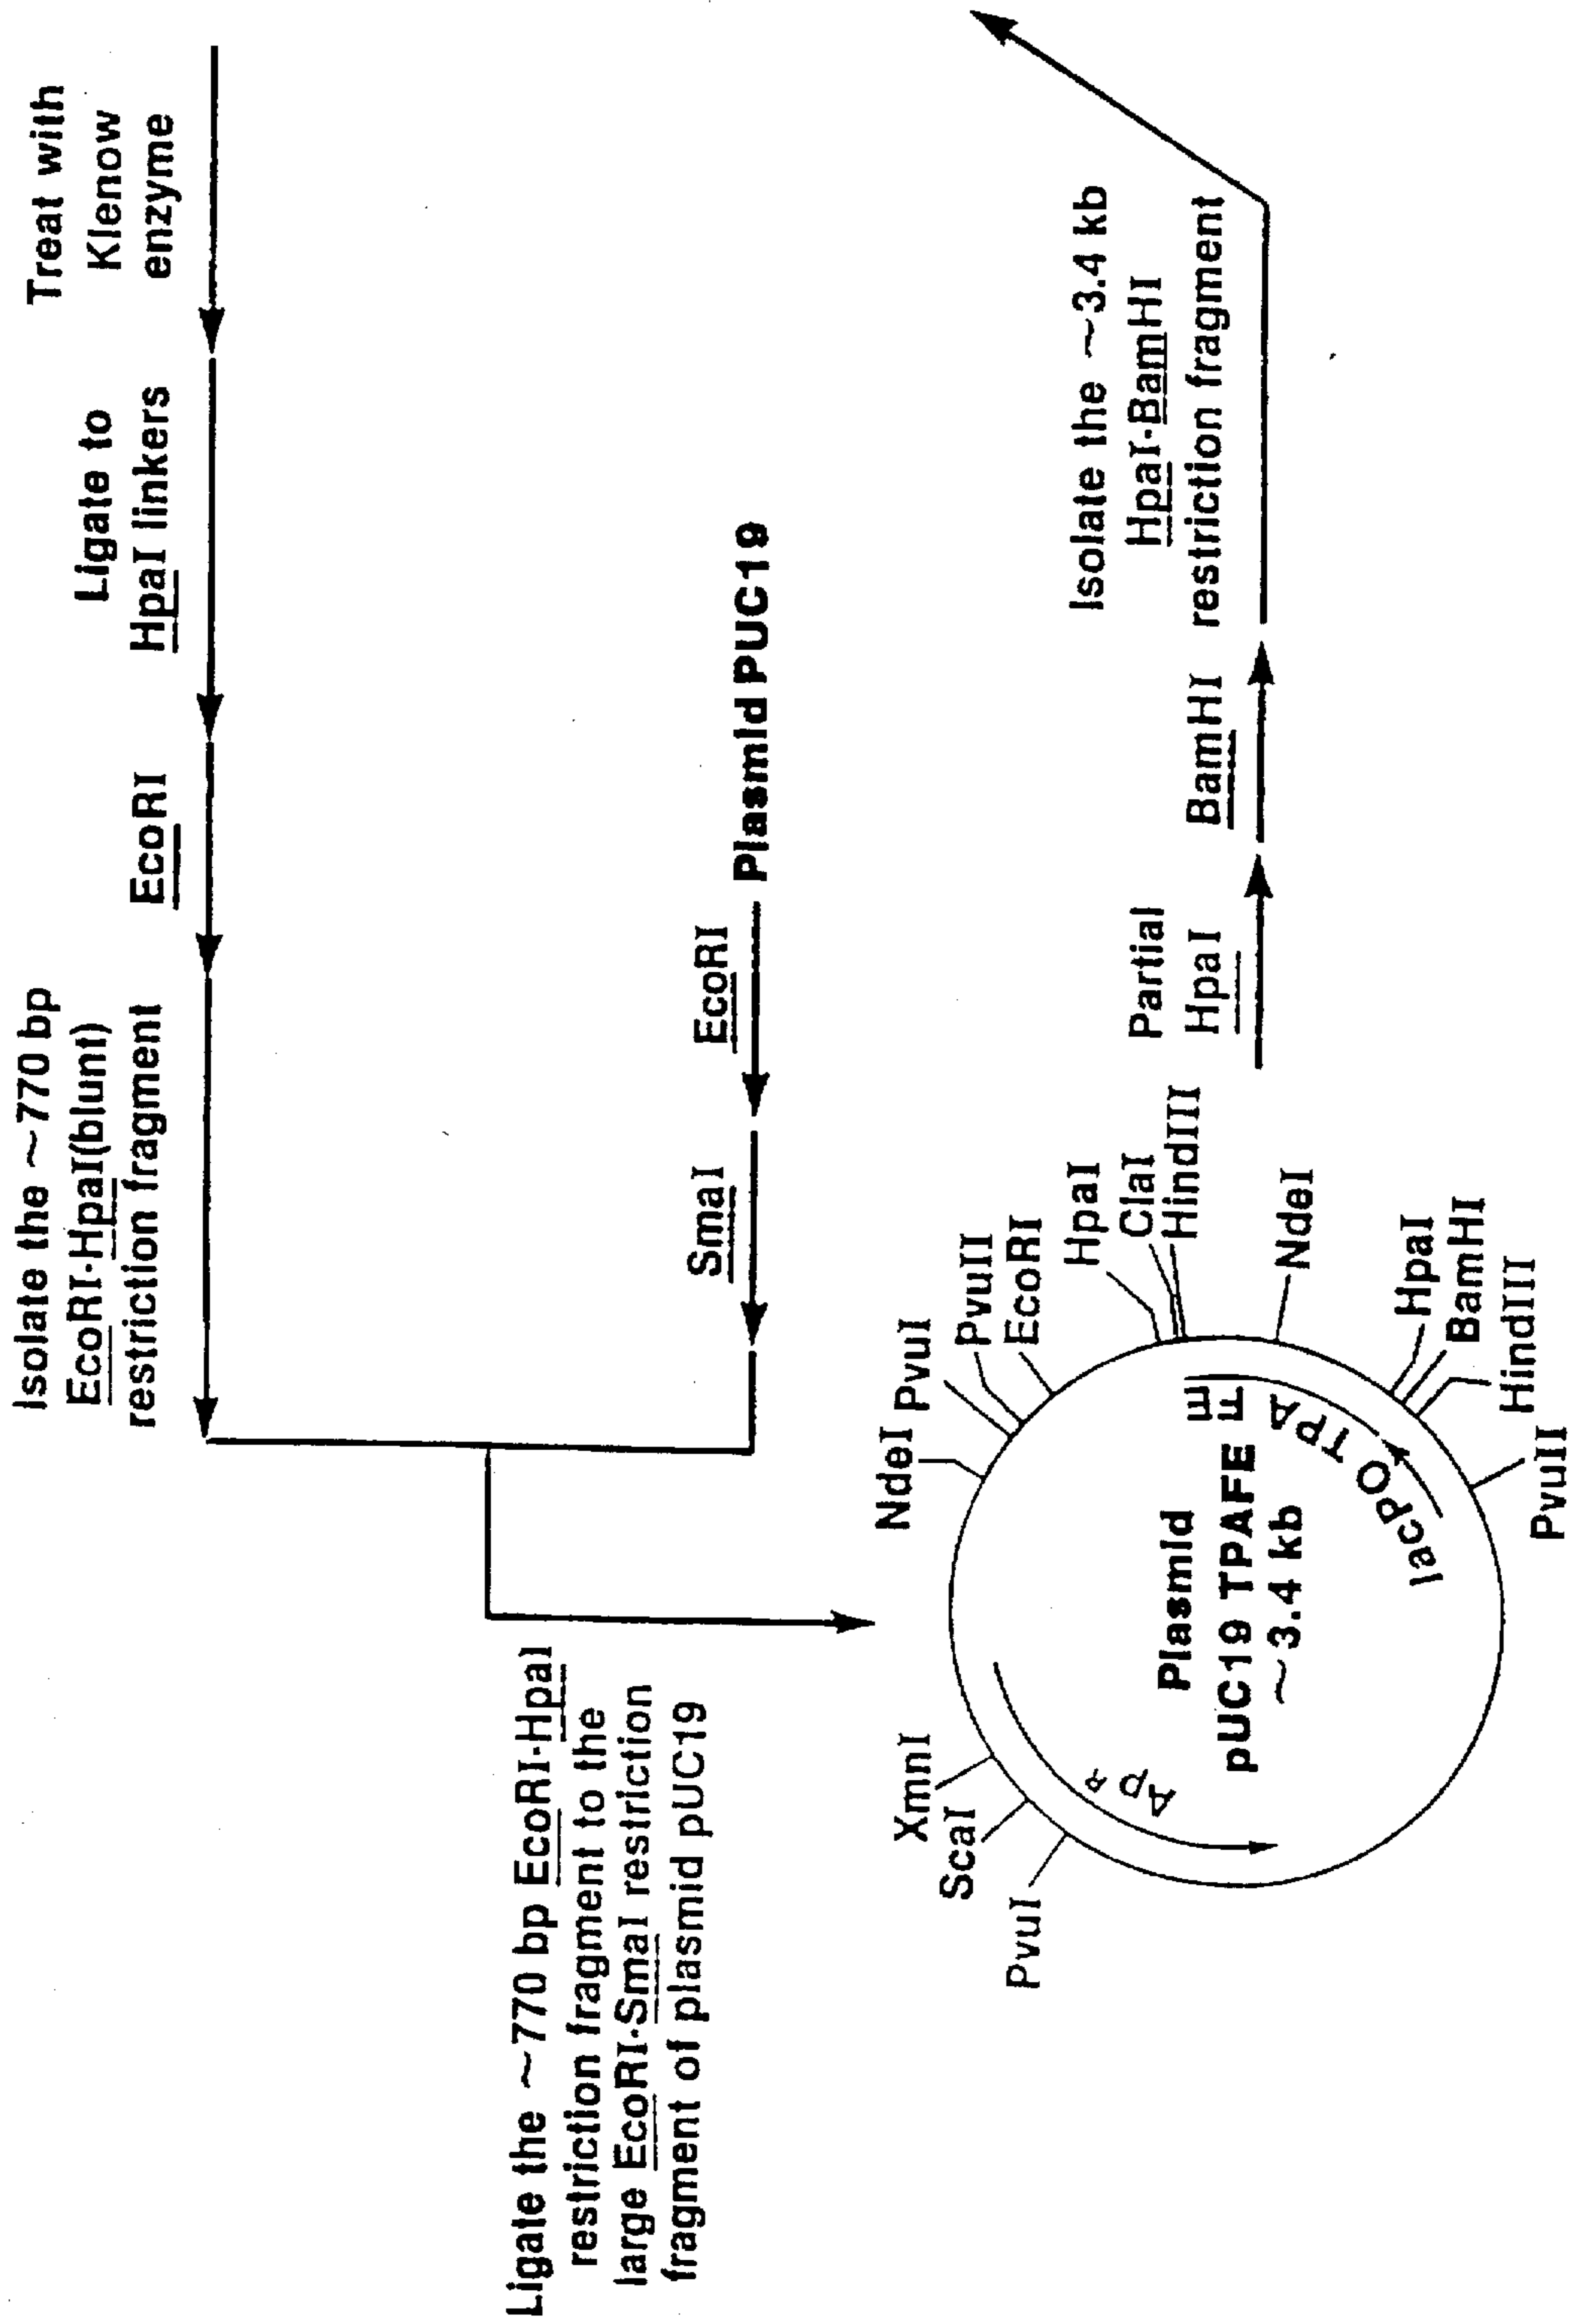 Treat with
Klenow
enzyme
Ligate to
HpaI linkers
EcoRI
Isolate the ~770 bp
EcoRI-HpaI(blunt)
restriction fragment
Plasmid PUC19
EcoRI
SmaI
Ligate the ~770 bp EcoRI-HpaI
restriction fragment to the
large EcoRI-SmaI restriction
fragment of plasmid pUC19
NdeI
PvuI
PvuII
EcoRI
HpaI
ClaI
HindIII
NdeI
HpaI
BamHI
HindIII
PvuII
XmnI
ScaI
PvuI
ApR
Plasmid
pUC19 TPAFE
~3.4 kb
TPA
lacPO
Partial
HpaI
BamHI
Isolate the ~3.4 kb
HpaI-BamHI
restriction fragment